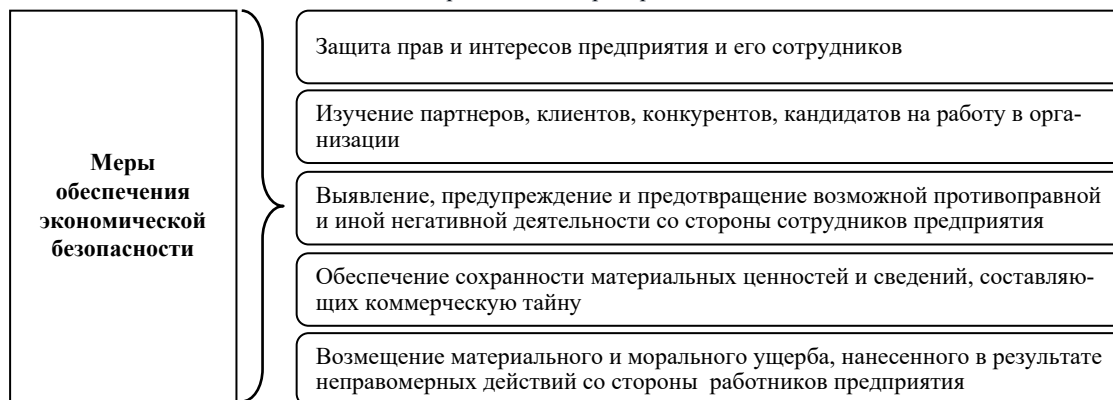 Защита прав и интересов предприятия и его сотрудников
Изучение партнеров, клиентов, конкурентов, кандидатов на работу в орга-
низации
Меры
обеспечения
экономической
безопасности
Выявление, предупреждение и предотвращение возможной противоправной
и иной негативной деятельности со стороны сотрудников предприятия
Обеспечение сохранности материальных ценностей и сведений, составляю-
щих коммерческую тайну
Возмещение материального и морального ущерба, нанесенного в результате
неправомерных действий со стороны работников предприятия